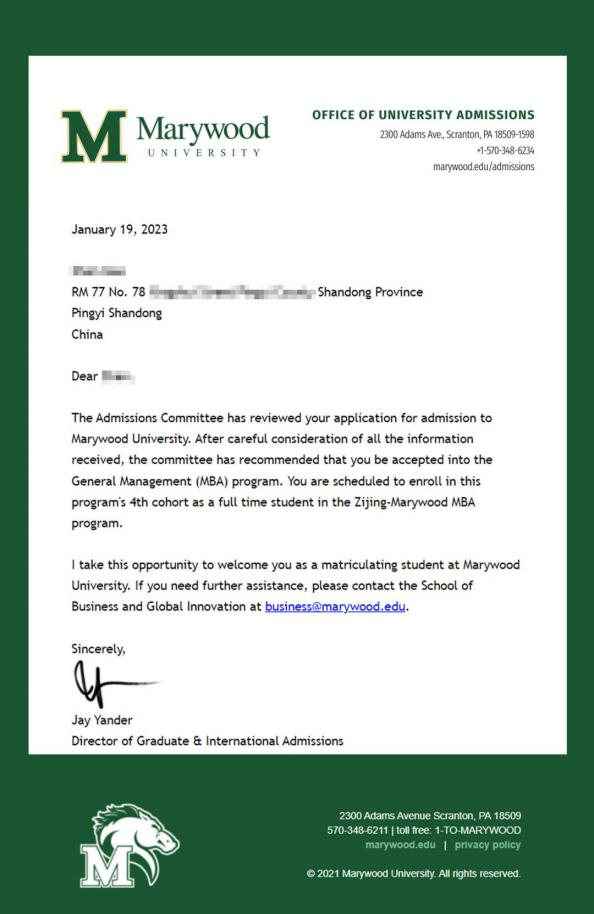 M Marywood
UNIVERSITY
OFFICE OF UNIVERSITY ADMISSIONS
2300 Adams Ave., Scranton, PA 18509-1598
+1-570-348-6234
marywood.edu/admissions
January 19, 2023
RM 77 No. 78 Shandong Province
Pingyi Shandong
China
Dear
The Admissions Committee has reviewed your application for admission to
Marywood University. After careful consideration of all the information
received, the committee has recommended that you be accepted into the
General Management (MBA) program. You are scheduled to enroll in this
program's 4th cohort as a full time student in the Zijing-Marywood MBA
program.
I take this opportunity to welcome you as a matriculating student at Marywood
University. If you need further assistance, please contact the School of
Business and Global Innovation at business@marywood.edu.
Sincerely,
Jay Yander
Director of Graduate & International Admissions
M
2300 Adams Avenue Scranton, PA 18509
570-348-6211 | toll free: 1-TO-MARYWOOD
marywood.edu | privacy policy
© 2021 Marywood University. All rights reserved.